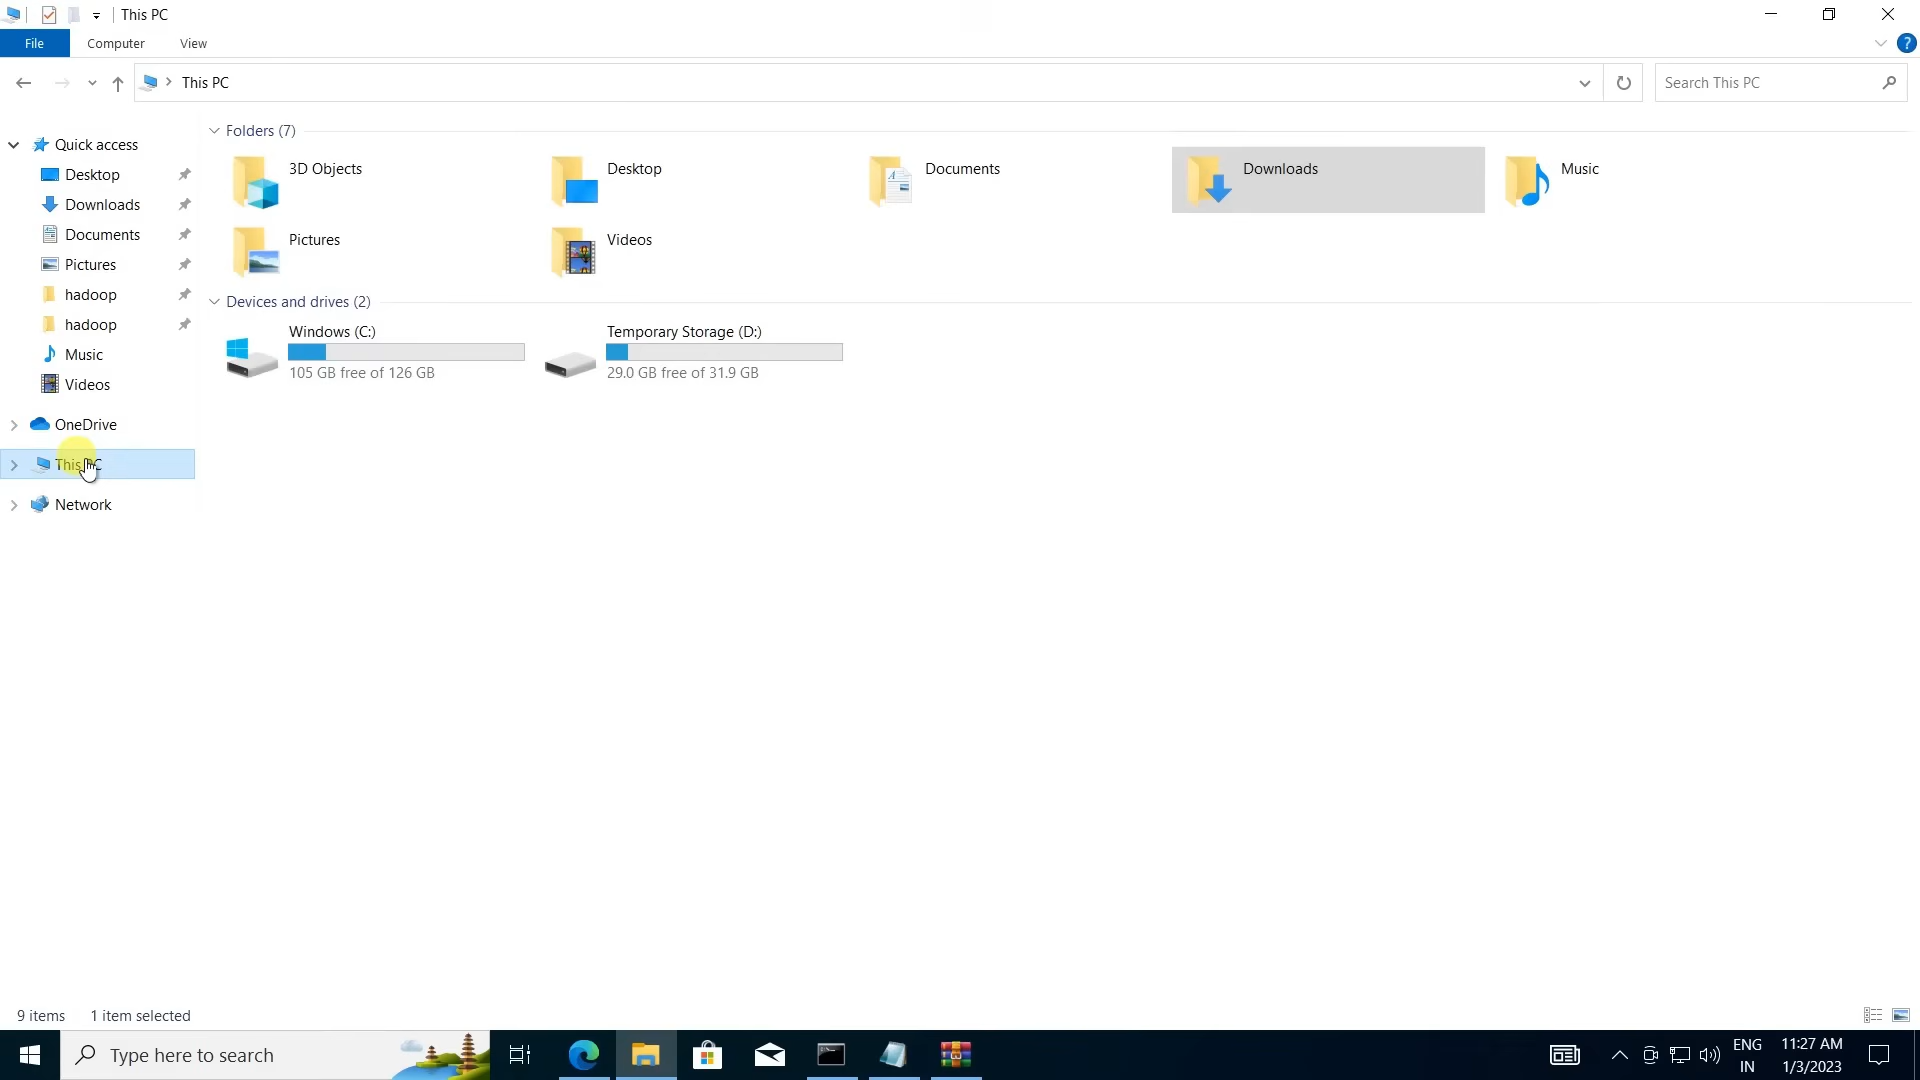 This PC
File Computer View
This PC
Search This PC
Quick access
Desktop
Downloads
Documents
Pictures
hadoop
hadoop
Music
Videos
OneDrive
This PC
Network
Folders (7)
3D Objects
Desktop
Documents
Downloads
Music
Pictures
Videos
Devices and drives (2)
Windows (C:)
105 GB free of 126 GB
Temporary Storage (D:)
29.0 GB free of 31.9 GB
9 items 1 item selected
Type here to search
ENG
IN
11:27 AM
1/3/2023